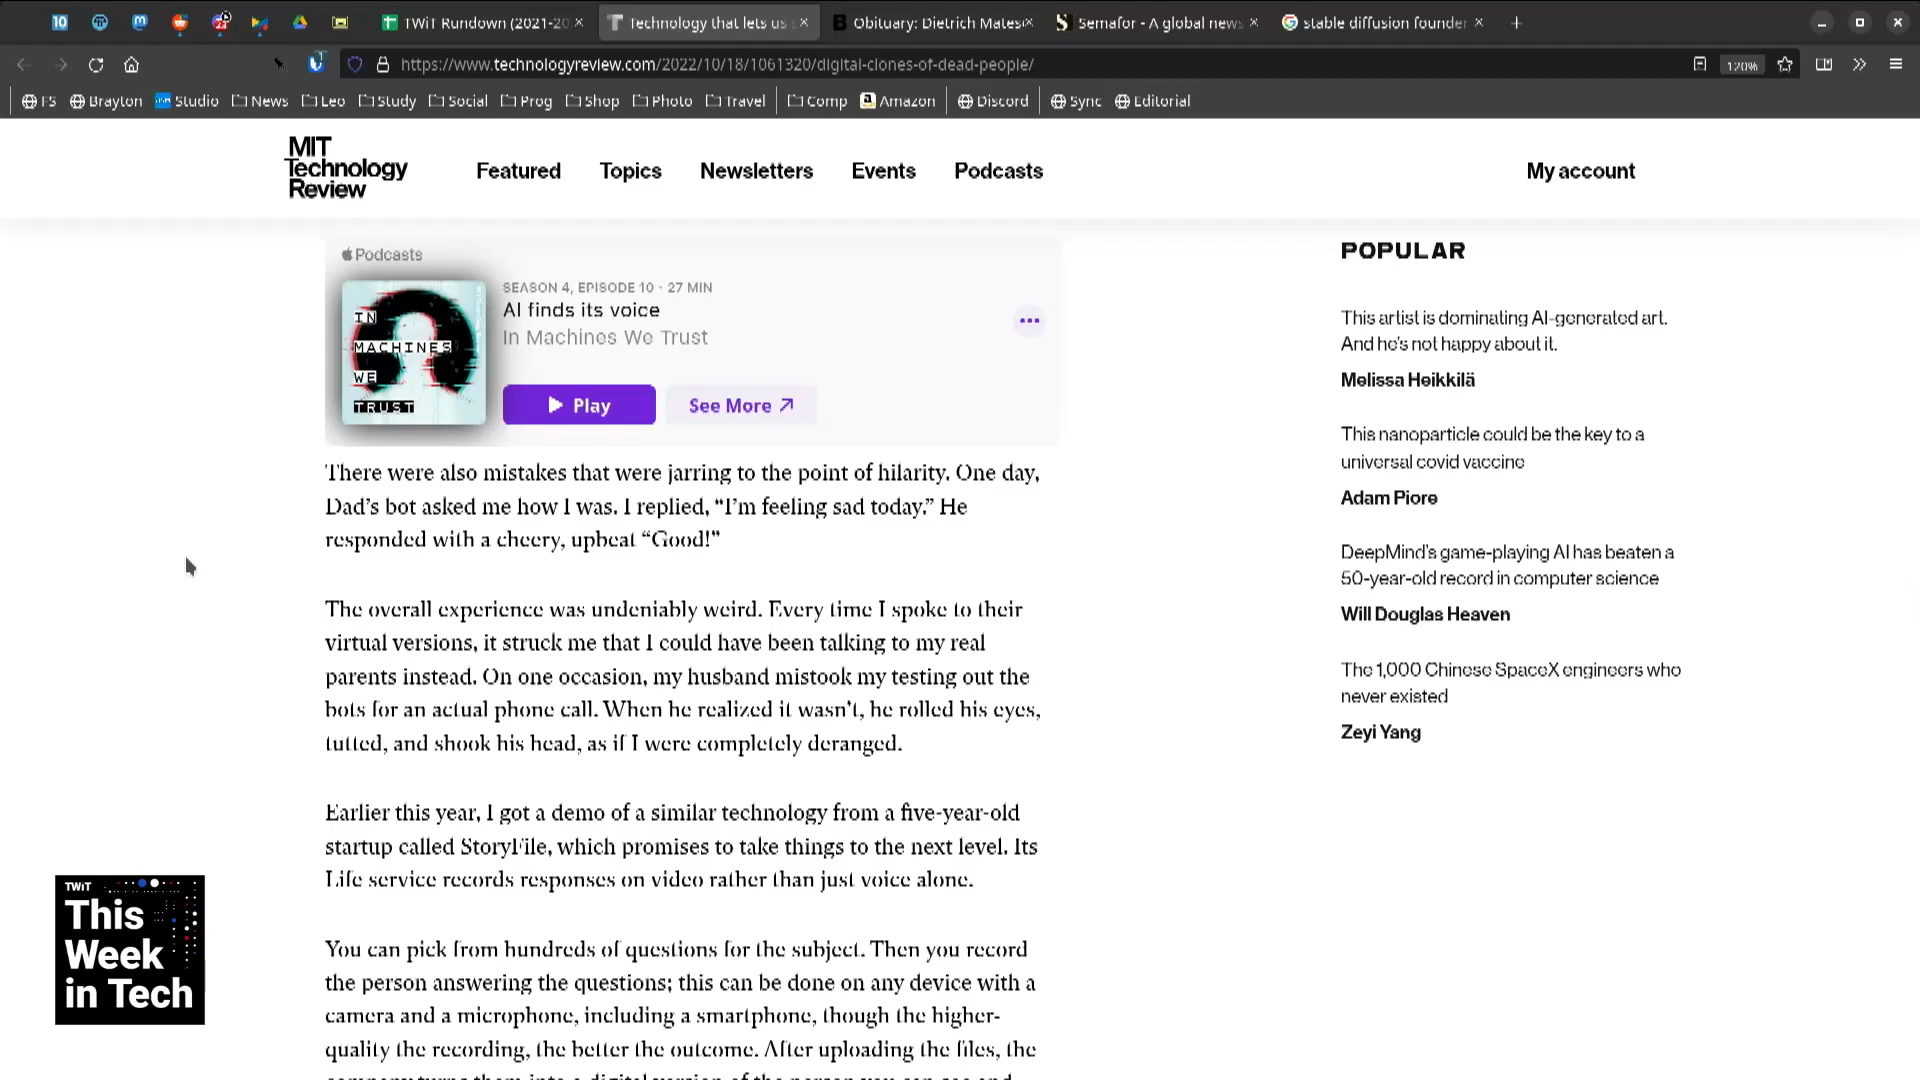 TWiT Rundown (2021-20
Technology that lets us
Obituary: Dietrich Mates
Semafor - A global news
stable diffusion founder
https://www.technologyreview.com/2022/10/18/1061320/digital-clones-of-dead-people/
120%
FS
Brayton
Studio
News
Leo
Study
Social
Prog
Shop
Photo
Travel
Comp
Amazon
Discord
Sync
Editorial
MIT
Technology
Review
Featured
Topics
Newsletters
Events
Podcasts
My account
Podcasts
IN
MACHINES
WE
TRUST
SEASON 4, EPISODE 10 · 27 MIN
AI finds its voice
In Machines We Trust
Play
See More
There were also mistakes that were jarring to the point of hilarity. One day,
Dad’s bot asked me how I was. I replied, “I’m feeling sad today.” He
responded with a cheery, upbeat “Good!”
The overall experience was undeniably weird. Every time I spoke to their
virtual versions, it struck me that I could have been talking to my real
parents instead. On one occasion, my husband mistook my testing out the
bots for an actual phone call. When he realized it wasn’t, he rolled his eyes,
tutted, and shook his head, as if I were completely deranged.
Earlier this year, I got a demo of a similar technology from a five-year-old
startup called StoryFile, which promises to take things to the next level. Its
Life service records responses on video rather than just voice alone.
You can pick from hundreds of questions for the subject. Then you record
the person answering the questions; this can be done on any device with a
camera and a microphone, including a smartphone, though the higher-
quality the recording, the better the outcome. After uploading the files, the
company turns them into a digital version of the person you can see and
POPULAR
This artist is dominating AI-generated art.
And he’s not happy about it.
Melissa Heikkilä
This nanoparticle could be the key to a
universal covid vaccine
Adam Piore
DeepMind’s game-playing AI has beaten a
50-year-old record in computer science
Will Douglas Heaven
The 1,000 Chinese SpaceX engineers who
never existed
Zeyi Yang
TWiT
This
Week
in Tech